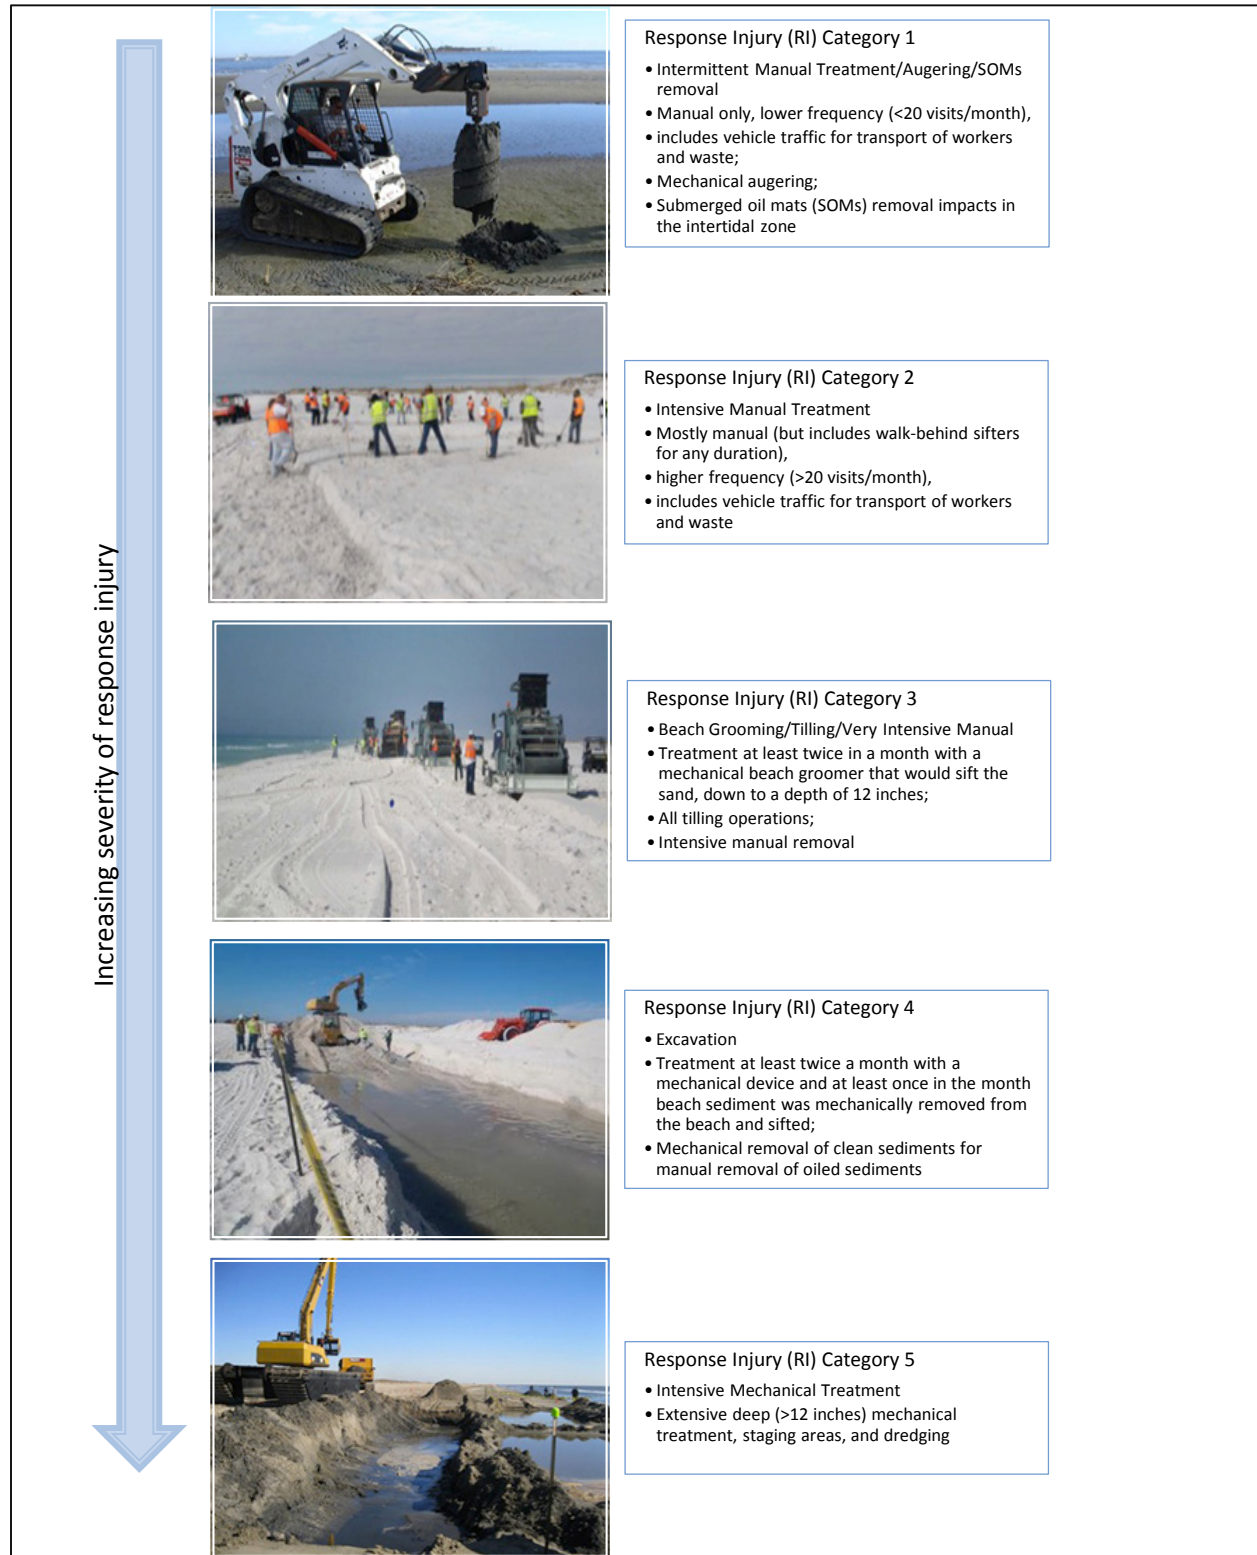 Increasing severity of response injury
Response Injury (RI) Category 1
• Intermittent Manual Treatment/Augering/SOMs
removal
• Manual only, lower frequency (<20 visits/month),
• includes vehicle traffic for transport of workers
and waste;
• Mechanical augering;
• Submerged oil mats (SOMs) removal impacts in
the intertidal zone
Response Injury (RI) Category 2
• Intensive Manual Treatment
• Mostly manual (but includes walk-behind sifters
for any duration),
• higher frequency (>20 visits/month),
• includes vehicle traffic for transport of workers
and waste
Response Injury (RI) Category 3
• Beach Grooming/Tilling/Very Intensive Manual
• Treatment at least twice in a month with a
mechanical beach groomer that would sift the
sand, down to a depth of 12 inches;
• All tilling operations;
• Intensive manual removal
Response Injury (RI) Category 4
• Excavation
• Treatment at least twice a month with a
mechanical device and at least once in the month
beach sediment was mechanically removed from
the beach and sifted;
• Mechanical removal of clean sediments for
manual removal of oiled sediments
Response Injury (RI) Category 5
• Intensive Mechanical Treatment
• Extensive deep (>12 inches) mechanical
treatment, staging areas, and dredging